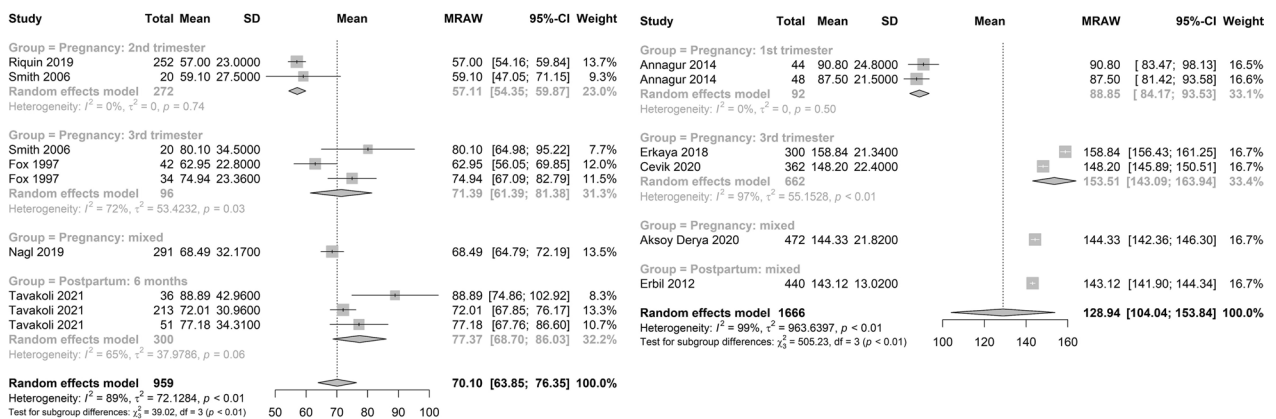 Study Total Mean SD Mean MRAW 95%-CI Weight
Group = Pregnancy: 2nd trimester
Riquin 2019 252 57.00 23.0000 57.00 [54.16; 59.84) 13.7%
Smith 2006 20 59.10 27.5000 59.10 [47.05; 71.15] 9.3%
Random effects model 272 57.11 [54.35; 59.87] 23.0%
Heterogeneity: I² = 0%, τ² = 0, p = 0.74
Group = Pregnancy: 3rd trimester
Smith 2006 20 80.10 34.5000 80.10 [64.98; 95.22] 7.7%
Fox 1997 42 62.95 22.8000 62.95 [56.05; 69.85] 12.0%
Fox 1997 34 74.94 23.3600 74.94 [67.09; 82.79] 11.5%
Random effects model 96 71.39 [61.39; 81.38] 31.3%
Heterogeneity: I² = 72%, τ² = 53.4232, p = 0.03
Group = Pregnancy: mixed
Nagl 2019 291 68.49 32.1700 68.49 [64.79; 72.19] 13.5%
Group = Postpartum: 6 months
Tavakoli 2021 36 88.89 42.9600 88.89 [74.86; 102.92] 8.3%
Tavakoli 2021 213 72.01 30.9600 72.01 [67.85; 76.17] 13.2%
Tavakoli 2021 51 77.18 34.3100 77.18 [67.76; 86.60] 10.7%
Random effects model 300 77.37 [68.70; 86.03] 32.2%
Heterogeneity: I² = 65%, τ² = 37.9786, p = 0.06
Random effects model 959 70.10 [63.85; 76.35] 100.0%
Heterogeneity: I² = 89%, τ² = 72.1284, p < 0.01
Test for subgroup differences: χ²₃ = 39.02, df = 3 (p < 0.01)
50 60 70 80 90 100
Study Total Mean SD Mean MRAW 95%-CI Weight
Group = Pregnancy: 1st trimester
Annagur 2014 44 90.80 24.8000 90.80 [ 83.47; 98.13] 16.5%
Annagur 2014 48 87.50 21.5000 87.50 [ 81.42; 93.58] 16.6%
Random effects model 92 88.85 [ 84.17; 93.53] 33.1%
Heterogeneity: I² = 0%, τ² = 0, p = 0.50
Group = Pregnancy: 3rd trimester
Erkaya 2018 300 158.84 21.3400 158.84 [156.43; 161.25] 16.7%
Cevik 2020 362 148.20 22.4000 148.20 [145.89; 150.51] 16.7%
Random effects model 662 153.51 [143.09; 163.94] 33.4%
Heterogeneity: I² = 97%, τ² = 55.1528, p < 0.01
Group = Pregnancy: mixed
Aksoy Derya 2020 472 144.33 21.8200 144.33 [142.36; 146.30] 16.7%
Group = Postpartum: mixed
Erbil 2012 440 143.12 13.0200 143.12 [141.90; 144.34] 16.7%
Random effects model 1666 128.94 [104.04; 153.84] 100.0%
Heterogeneity: I² = 99%, τ² = 963.6397, p < 0.01
Test for subgroup differences: χ²₃ = 505.23, df = 3 (p < 0.01)
100 120 140 160